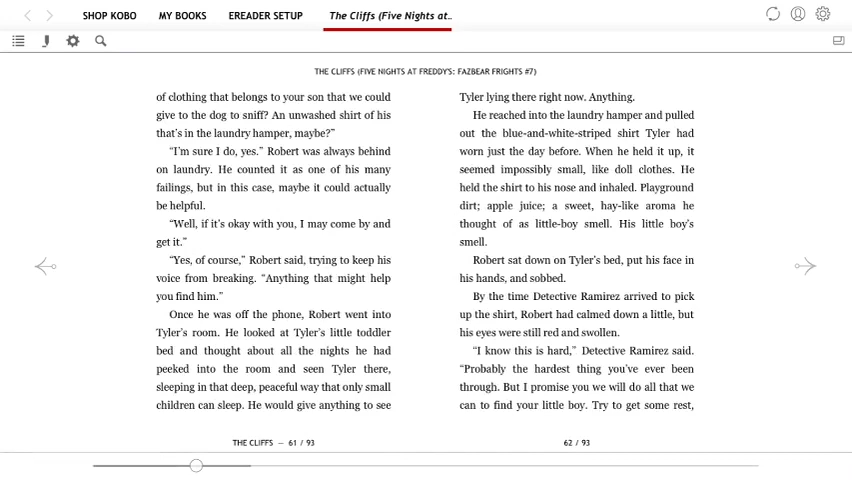 SHOP KOBO MY BOOKS EREADER SETUP The Cliffs (Five Nights at..
THE CLIFFS (FIVE NIGHTS AT FREDDY'S: FAZBEAR FRIGHTS #7)
of clothing that belongs to your son that we could
give to the dog to sniff? An unwashed shirt of his
that's in the laundry hamper, maybe?”
“I'm sure I do, yes.” Robert was always behind
on laundry. He counted it as one of his many
failings, but in this case, maybe it could actually
be helpful.
“Well, if it's okay with you, I may come by and
get it.”
“Yes, of course,” Robert said, trying to keep his
voice from breaking. “Anything that might help
you find him.”
Once he was off the phone, Robert went into
Tyler's room. He looked at Tyler's little toddler
bed and thought about all the nights he had
peeked into the room and seen Tyler there,
sleeping in that deep, peaceful way that only small
children can sleep. He would give anything to see
THE CLIFFS — 61 / 93
Tyler lying there right now. Anything.
He reached into the laundry hamper and pulled
out the blue-and-white-striped shirt Tyler had
worn just the day before. When he held it up, it
seemed impossibly small, like doll clothes. He
held the shirt to his nose and inhaled. Playground
dirt; apple juice; a sweet, hay-like aroma he
thought of as little-boy smell. His little boy's
smell.
Robert sat down on Tyler's bed, put his face in
his hands, and sobbed.
By the time Detective Ramirez arrived to pick
up the shirt, Robert had calmed down a little, but
his eyes were still red and swollen.
“I know this is hard,” Detective Ramirez said.
“Probably the hardest thing you've ever been
through. But I promise you we will do all that we
can to find your little boy. Try to get some rest,
62 / 93